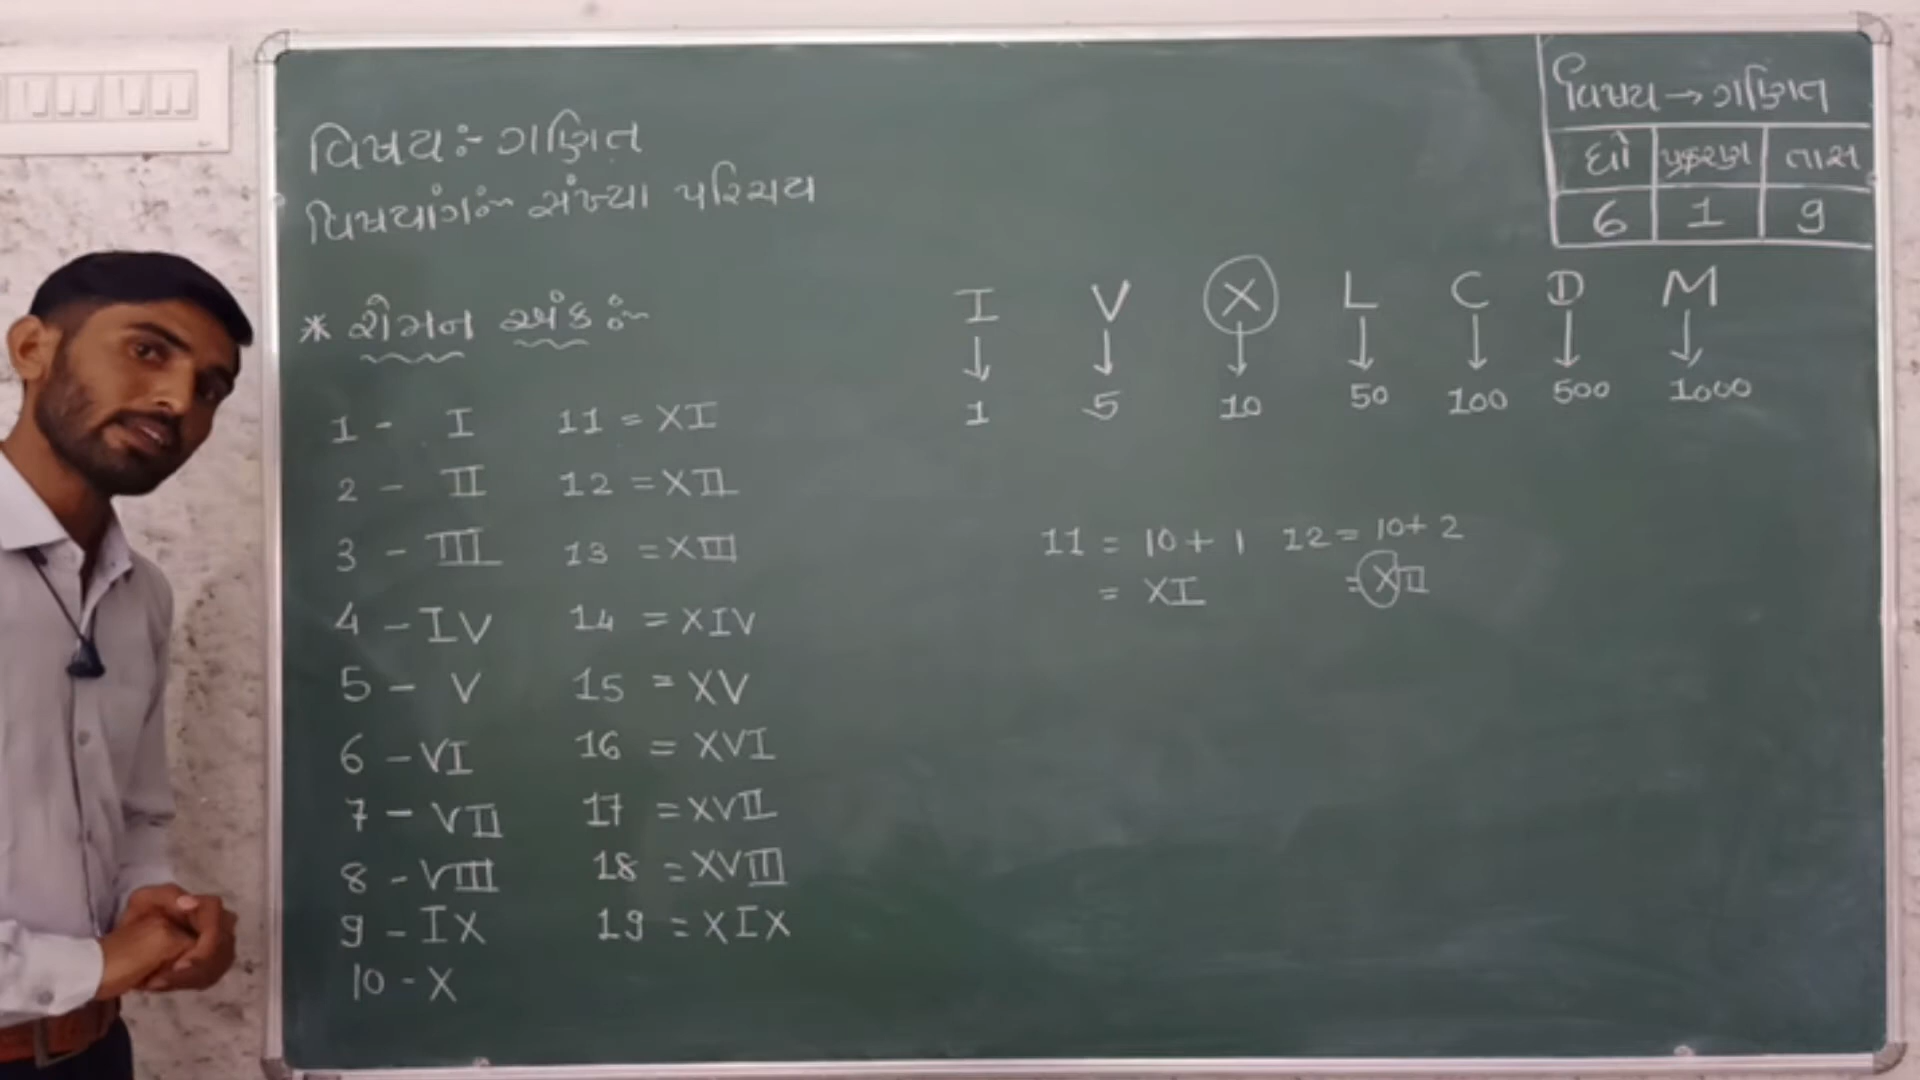 વિષય:- ગણિત
વિષયાંગ:~ સંખ્યા પરિચય
* રોમન અંક :~
1 - I
2 - II
3 - III
4 - IV
5 - V
6 - VI
7 - VII
8 - VIII
9 - IX
10 - X
11 = XI
12 = XII
13 = XIII
14 = XIV
15 = XV
16 = XVI
17 = XVII
18 = XVIII
19 = XIX
વિષય → ગણિત
ધો પ્રકરણ તાસ
6 1 9
I V X L C D M
↓ ↓ ↓ ↓ ↓ ↓ ↓
1 5 10 50 100 500 1000
11 = 10 + 1 12 = 10 + 2
= XI = XII